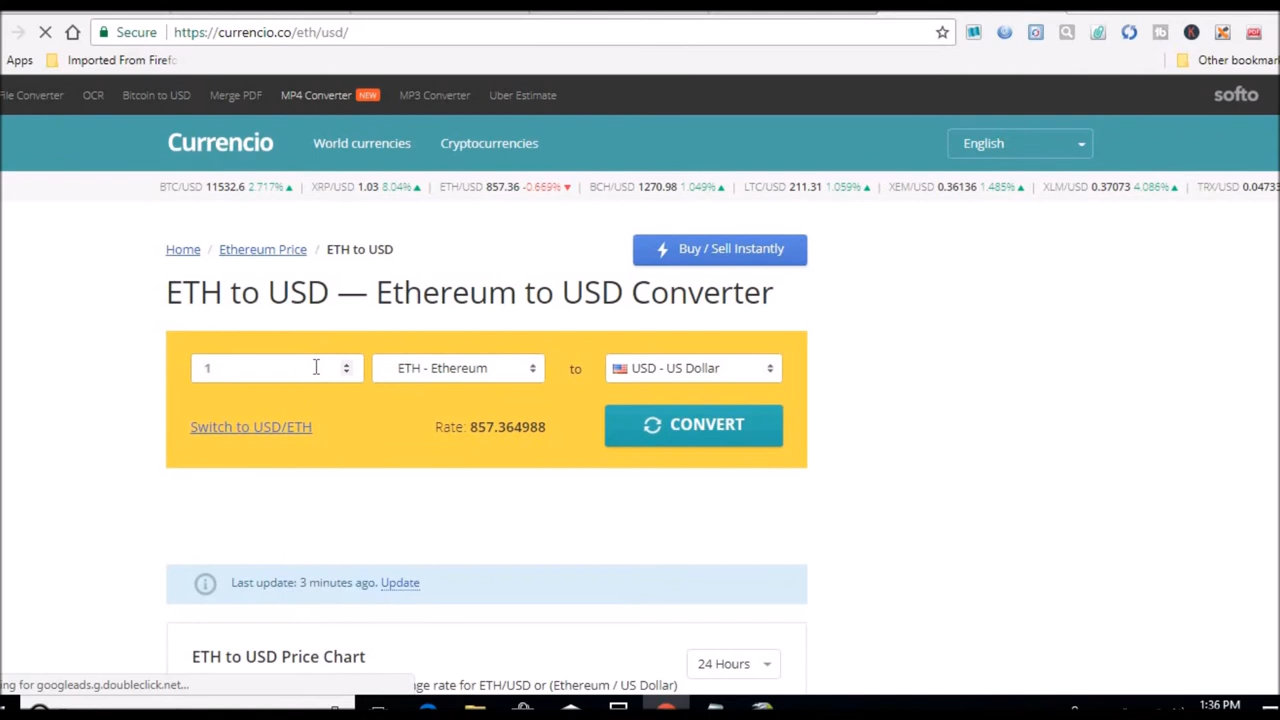 Secure https://currencio.co/eth/usd/
Apps Imported From Firefo Other bookmar
File Converter OCR Bitcoin to USD Merge PDF MP4 Converter NEW MP3 Converter Uber Estimate softo
Currencio World currencies Cryptocurrencies English
BTC/USD 11532.6 2.717% | XRP/USD 1.03 8.04% | ETH/USD 857.36 -0.669% | BCH/USD 1270.98 1.049% | LTC/USD 211.31 1.059% | XEM/USD 0.36136 1.485% | XLM/USD 0.37073 4.086% | TRX/USD 0.04733
Home / Ethereum Price / ETH to USD Buy / Sell Instantly
ETH to USD — Ethereum to USD Converter
1 ETH - Ethereum to USD - US Dollar
Switch to USD/ETH Rate: 857.364988 CONVERT
Last update: 3 minutes ago. Update
ETH to USD Price Chart 24 Hours
ing for googleads.g.doubleclick.net... nge rate for ETH/USD or (Ethereum / US Dollar)
1:36 PM